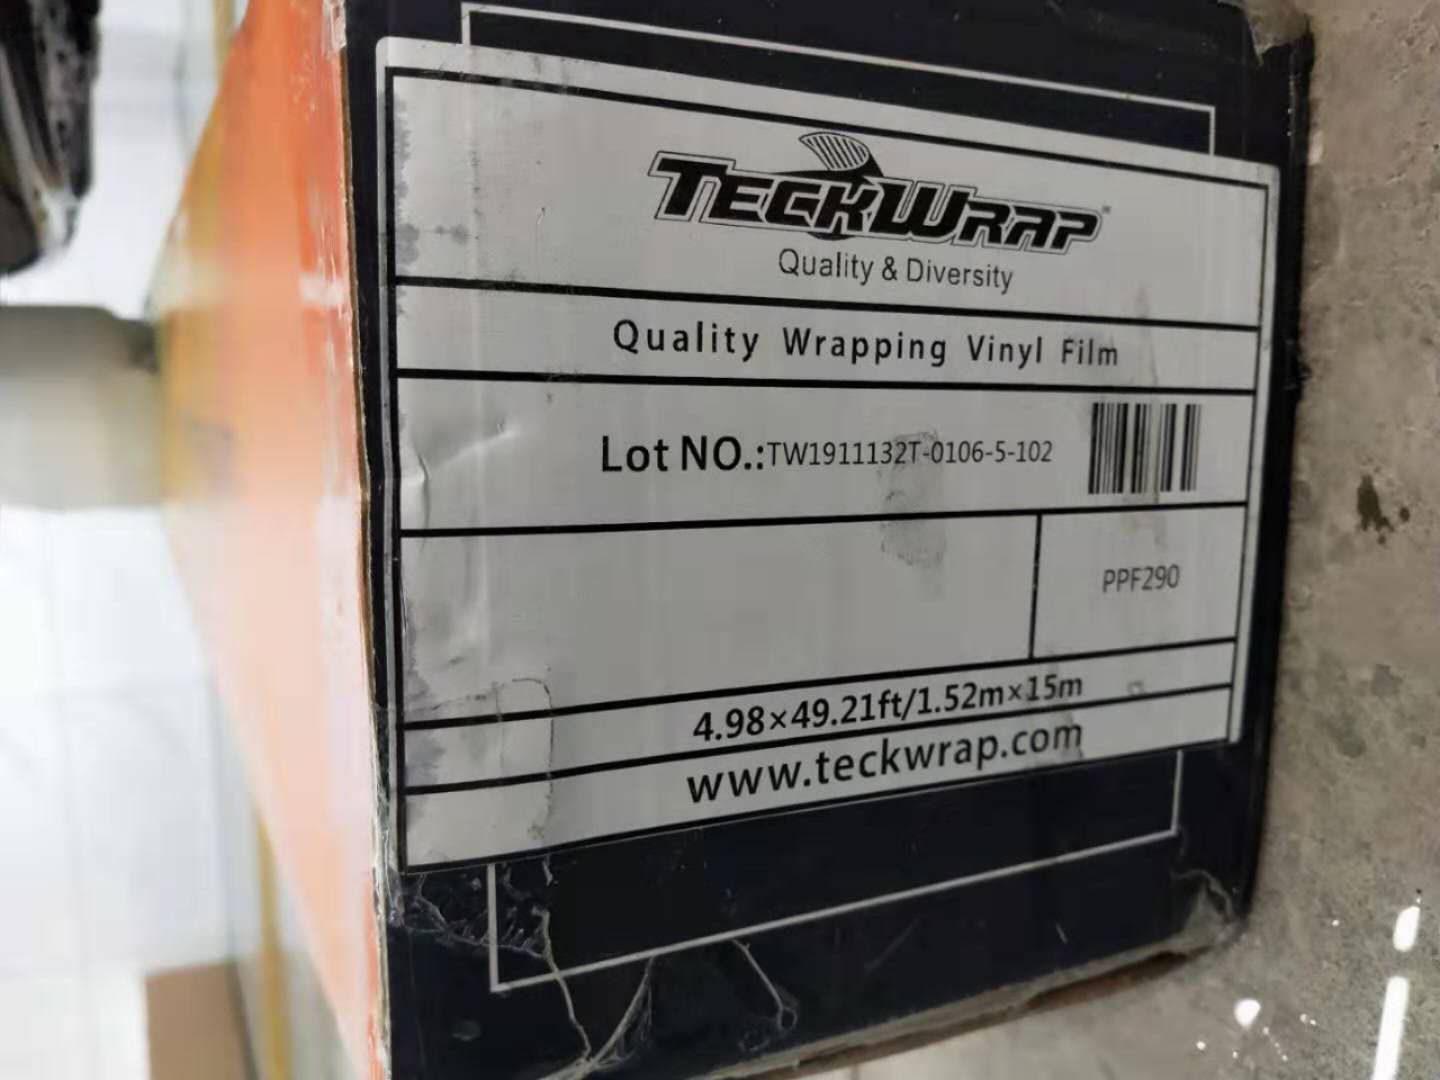 TECKWRAP
Quality & Diversity
Quality Wrapping Vinyl Film
Lot NO.:TW1911132T-0106-5-102
PPF290
4.98×49.21ft/1.52m×15m
www.teckwrap.com